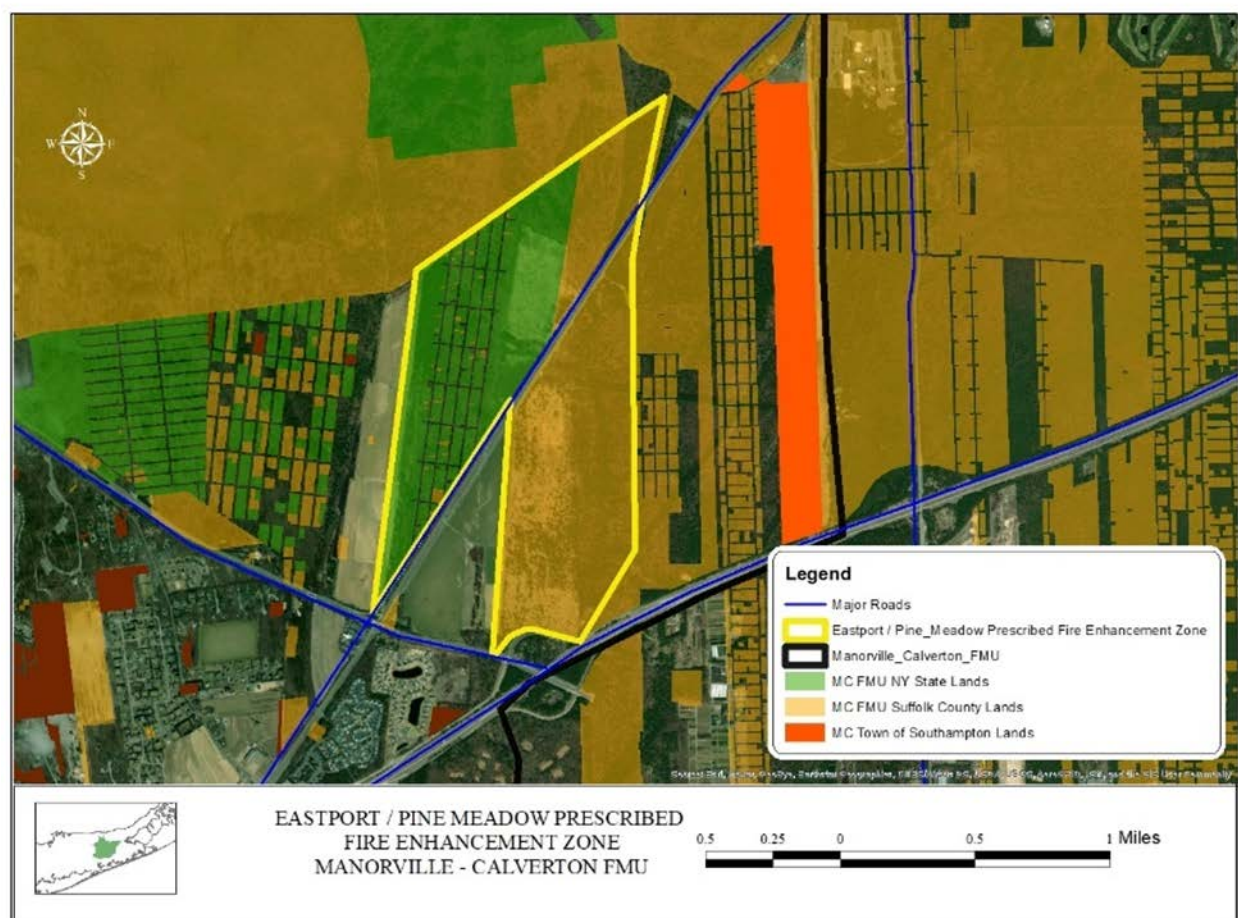 N
W E
S
Legend
Major Roads
Eastport / Pine_Meadow Prescribed Fire Enhancement Zone
Manorville_Calverton_FMU
MC FMU NY State Lands
MC FMU Suffolk County Lands
MC Town of Southampton Lands
EASTPORT / PINE MEADOW PRESCRIBED
FIRE ENHANCEMENT ZONE
MANORVILLE - CALVERTON FMU
0.5 0.25 0 0.5 1 Miles